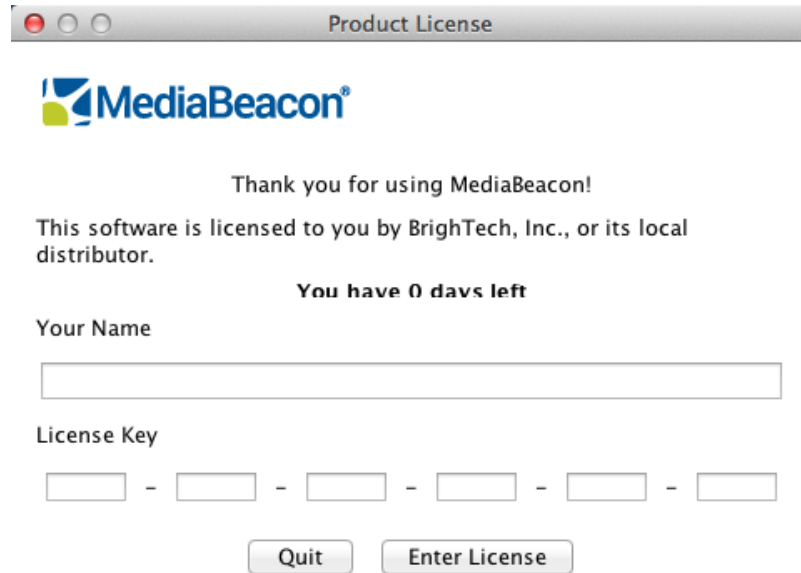 Product License
MediaBeacon®
Thank you for using MediaBeacon!
This software is licensed to you by BrighTech, Inc., or its local
distributor.
You have 0 days left
Your Name
License Key
- - - - -
Quit Enter License